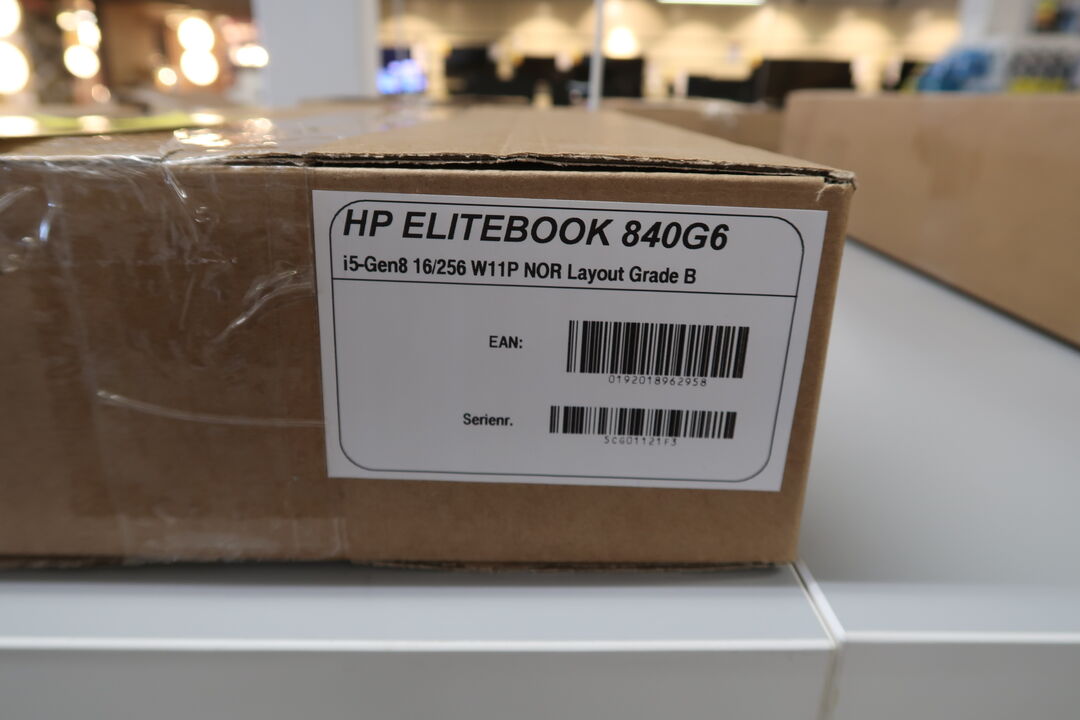 HP ELITEBOOK 840G6
i5-Gen8 16/256 W11P NOR Layout Grade B
EAN:
0192018962958
Serienr.
5CG01121F3